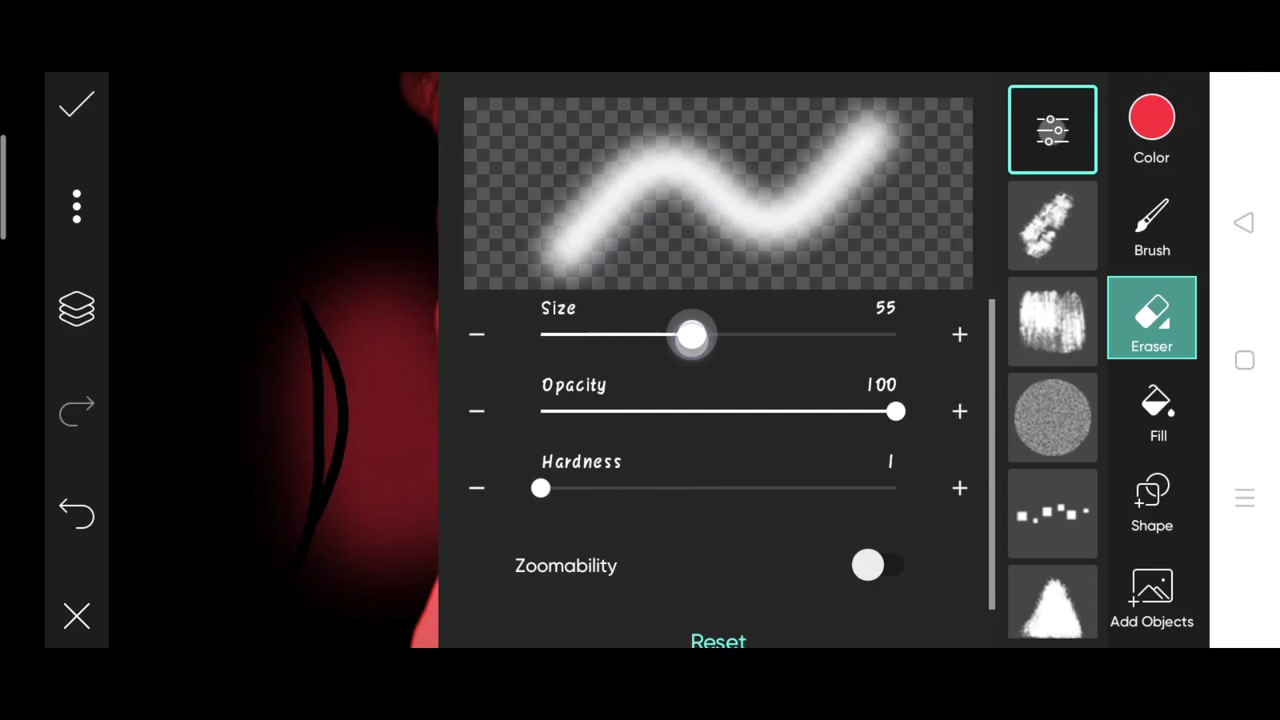 Size 55
Opacity 100
Hardness 1
Zoomability
Reset
Color
Brush
Eraser
Fill
Shape
Add Objects